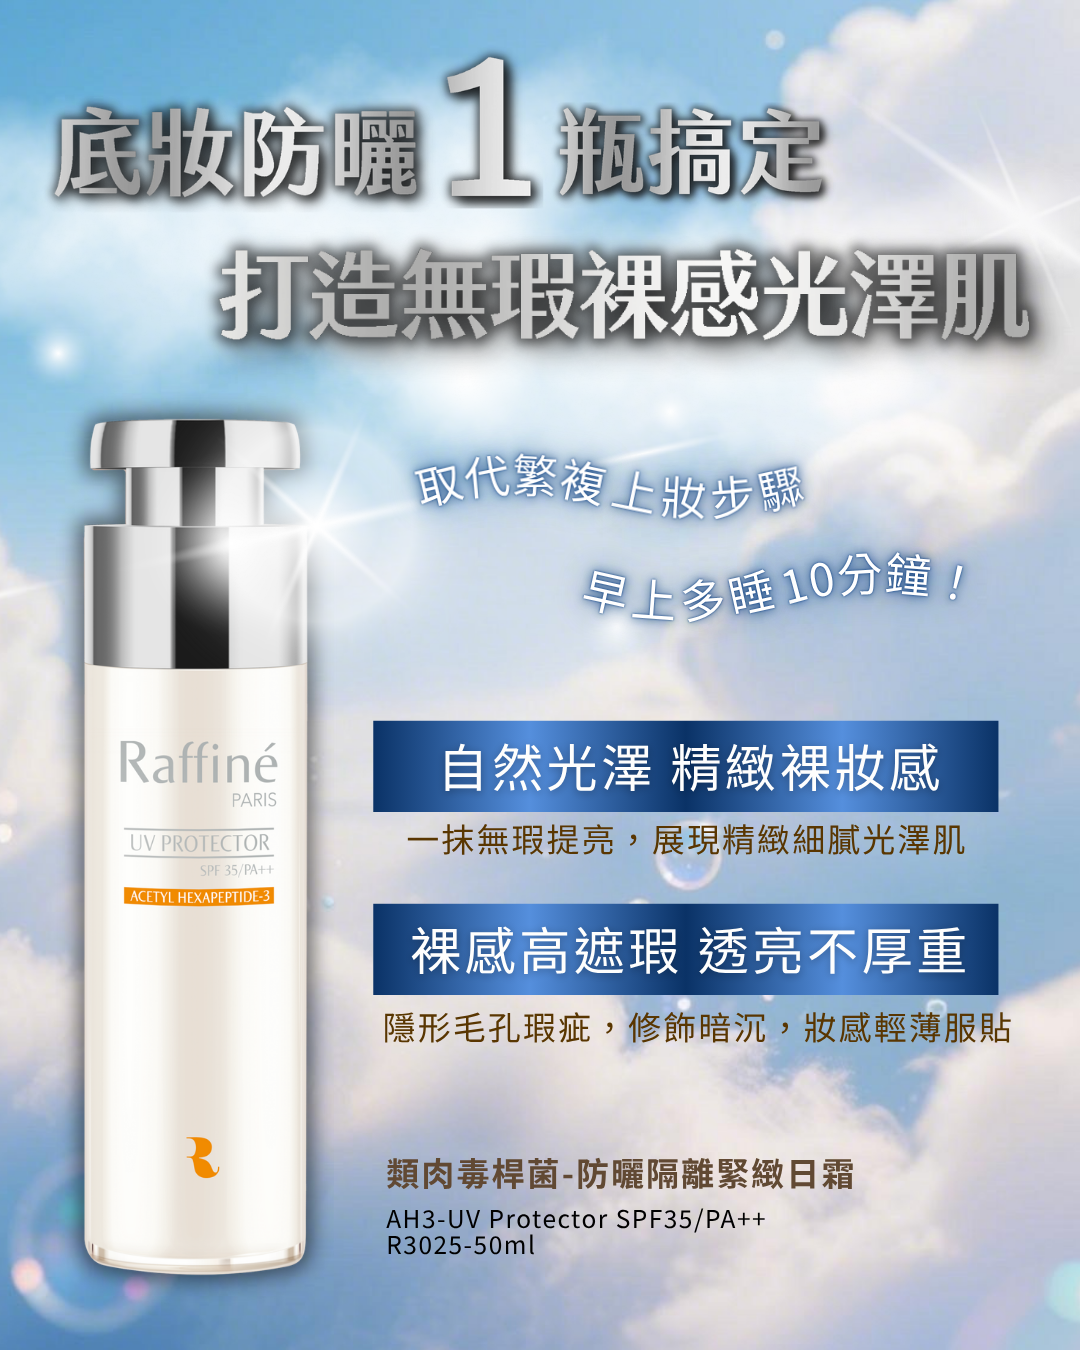 底妝防曬1瓶搞定
打造無瑕裸感光澤肌
取代繁複上妝步驟
早上多睡10分鐘！
Raffiné
PARIS
UV PROTECTOR
SPF 35/PA++
ACETYL HEXAPEPTIDE-3
自然光澤 精緻裸妝感
一抹無瑕提亮，展現精緻細膩光澤肌
裸感高遮瑕 透亮不厚重
隱形毛孔瑕疵，修飾暗沉，妝感輕薄服貼
類肉毒桿菌-防曬隔離緊緻日霜
AH3-UV Protector SPF35/PA++
R3025-50ml